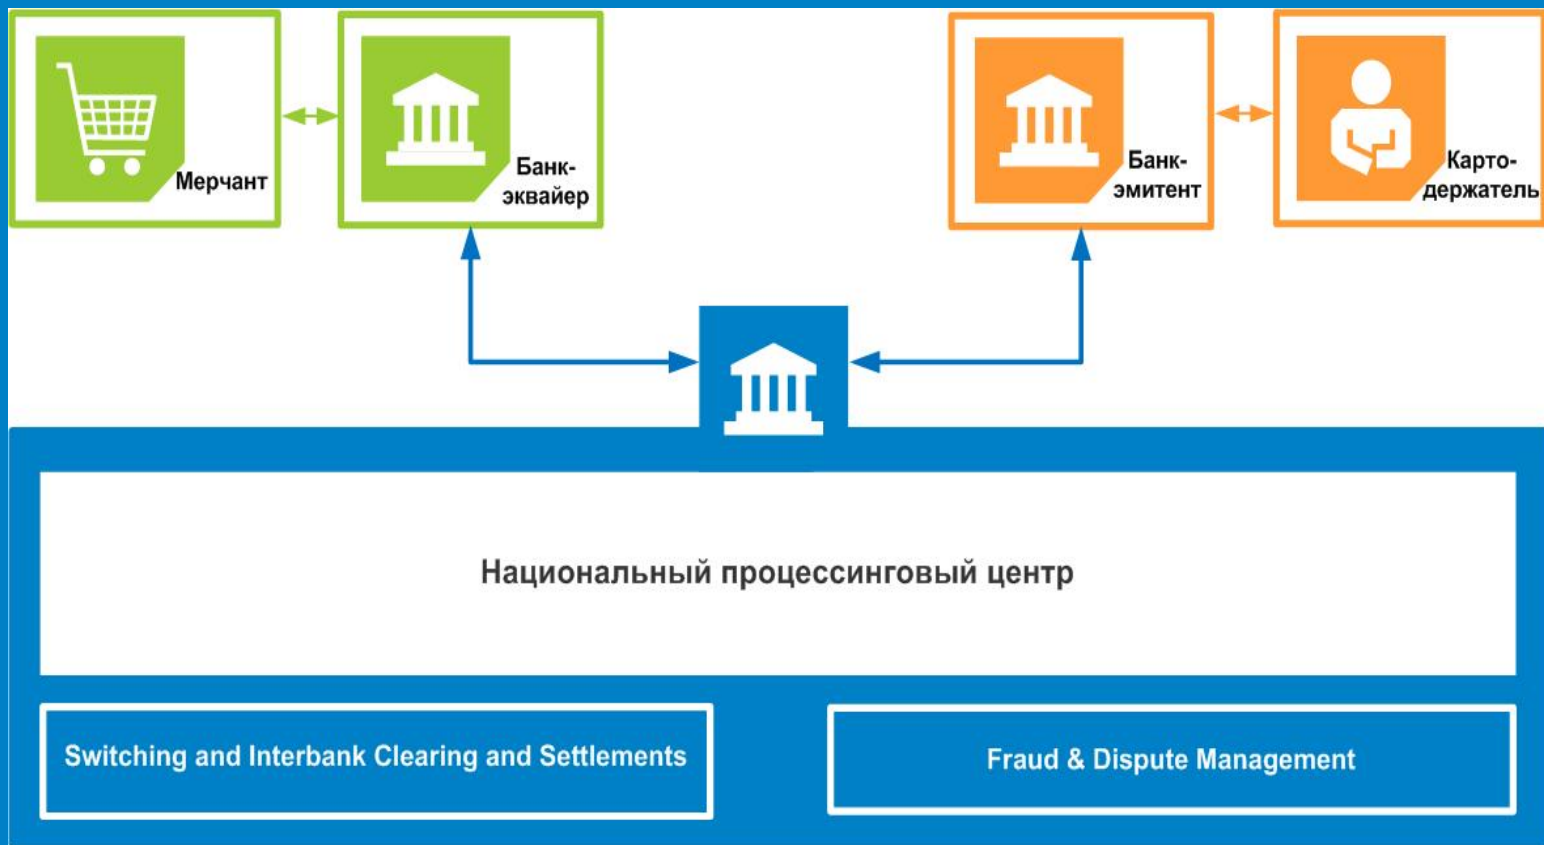 Мерчант
Банк-
эквайер
Банк-
эмитент
Карто-
держатель
Национальный процессинговый центр
Switching and Interbank Clearing and Settlements
Fraud & Dispute Management